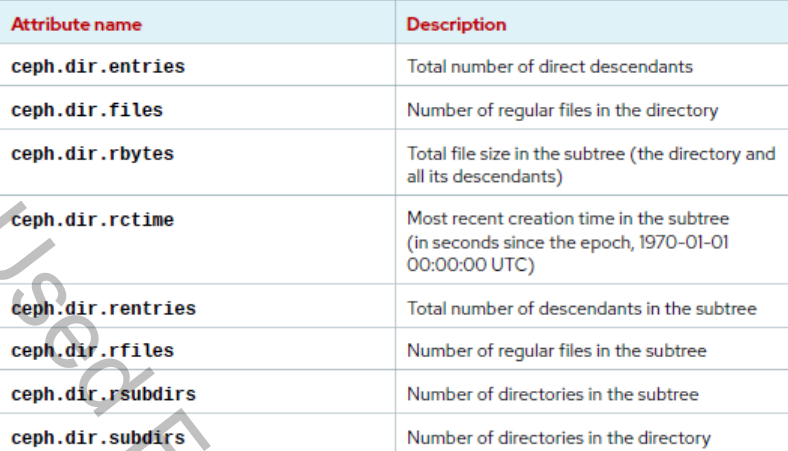 Attribute name Description
ceph.dir.entries Total number of direct descendants
ceph.dir.files Number of regular files in the directory
ceph.dir.rbytes Total file size in the subtree (the directory and
all its descendants)
ceph.dir.rctime Most recent creation time in the subtree
(in seconds since the epoch, 1970-01-01
00:00:00 UTC)
ceph.dir.rentries Total number of descendants in the subtree
ceph.dir.rfiles Number of regular files in the subtree
ceph.dir.rsubdirs Number of directories in the subtree
ceph.dir.subdirs Number of directories in the directory
Used